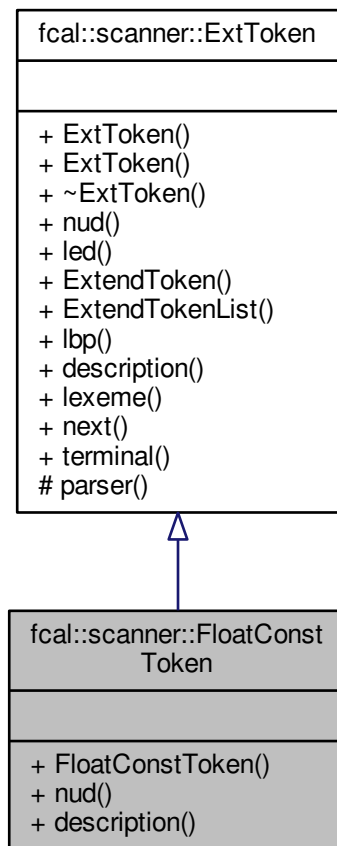 fcal::scanner::ExtToken
+ ExtToken()
+ ExtToken()
+ ~ExtToken()
+ nud()
+ led()
+ ExtendToken()
+ ExtendTokenList()
+ lbp()
+ description()
+ lexeme()
+ next()
+ terminal()
# parser()
fcal::scanner::FloatConst
Token
+ FloatConstToken()
+ nud()
+ description()